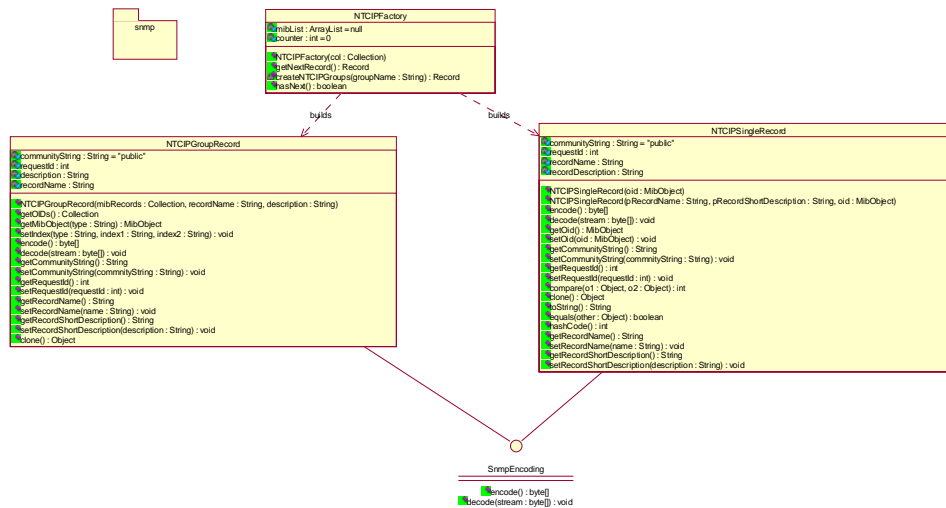 snmp
NTCIPFactory
mibList : ArrayList = null
counter : int = 0
NTCIPFactory(col : Collection)
getNextRecord() : Record
createNTCIPGroups(groupName : String) : Record
hasNext() : boolean
builds
builds
NTCIPGroupRecord
communityString : String = "public"
requestId : int
description : String
recordName : String
NTCIPGroupRecord(mibRecords : Collection, recordName : String, description : String)
getOIDs() : Collection
getMibObject(type : String) : MibObject
setIndex(type : String, index1 : String, index2 : String) : void
encode() : byte[]
decode(stream : byte[]) : void
getCommunityString() : String
setCommunityString(commnityString : String) : void
getRequestId() : int
setRequestId(requestId : int) : void
getRecordName() : String
setRecordName(name : String) : void
getRecordShortDescription() : String
setRecordShortDescription(description : String) : void
clone() : Object
NTCIPSingleRecord
communityString : String = "public"
requestId : int
recordName : String
recordDescription : String
NTCIPSingleRecord(oid : MibObject)
NTCIPSingleRecord(pRecordName : String, pRecordShortDescription : String, oid : MibObject)
encode() : byte[]
decode(stream : byte[]) : void
getOid() : MibObject
setOid(oid : MibObject) : void
getCommunityString() : String
setCommunityString(commnityString : String) : void
getRequestId() : int
setRequestId(requestId : int) : void
compare(o1 : Object, o2 : Object) : int
clone() : Object
toString() : String
equals(other : Object) : boolean
hashCode() : int
getRecordName() : String
setRecordName(name : String) : void
getRecordShortDescription() : String
setRecordShortDescription(description : String) : void
SnmpEncoding
encode() : byte[]
decode(stream : byte[]) : void